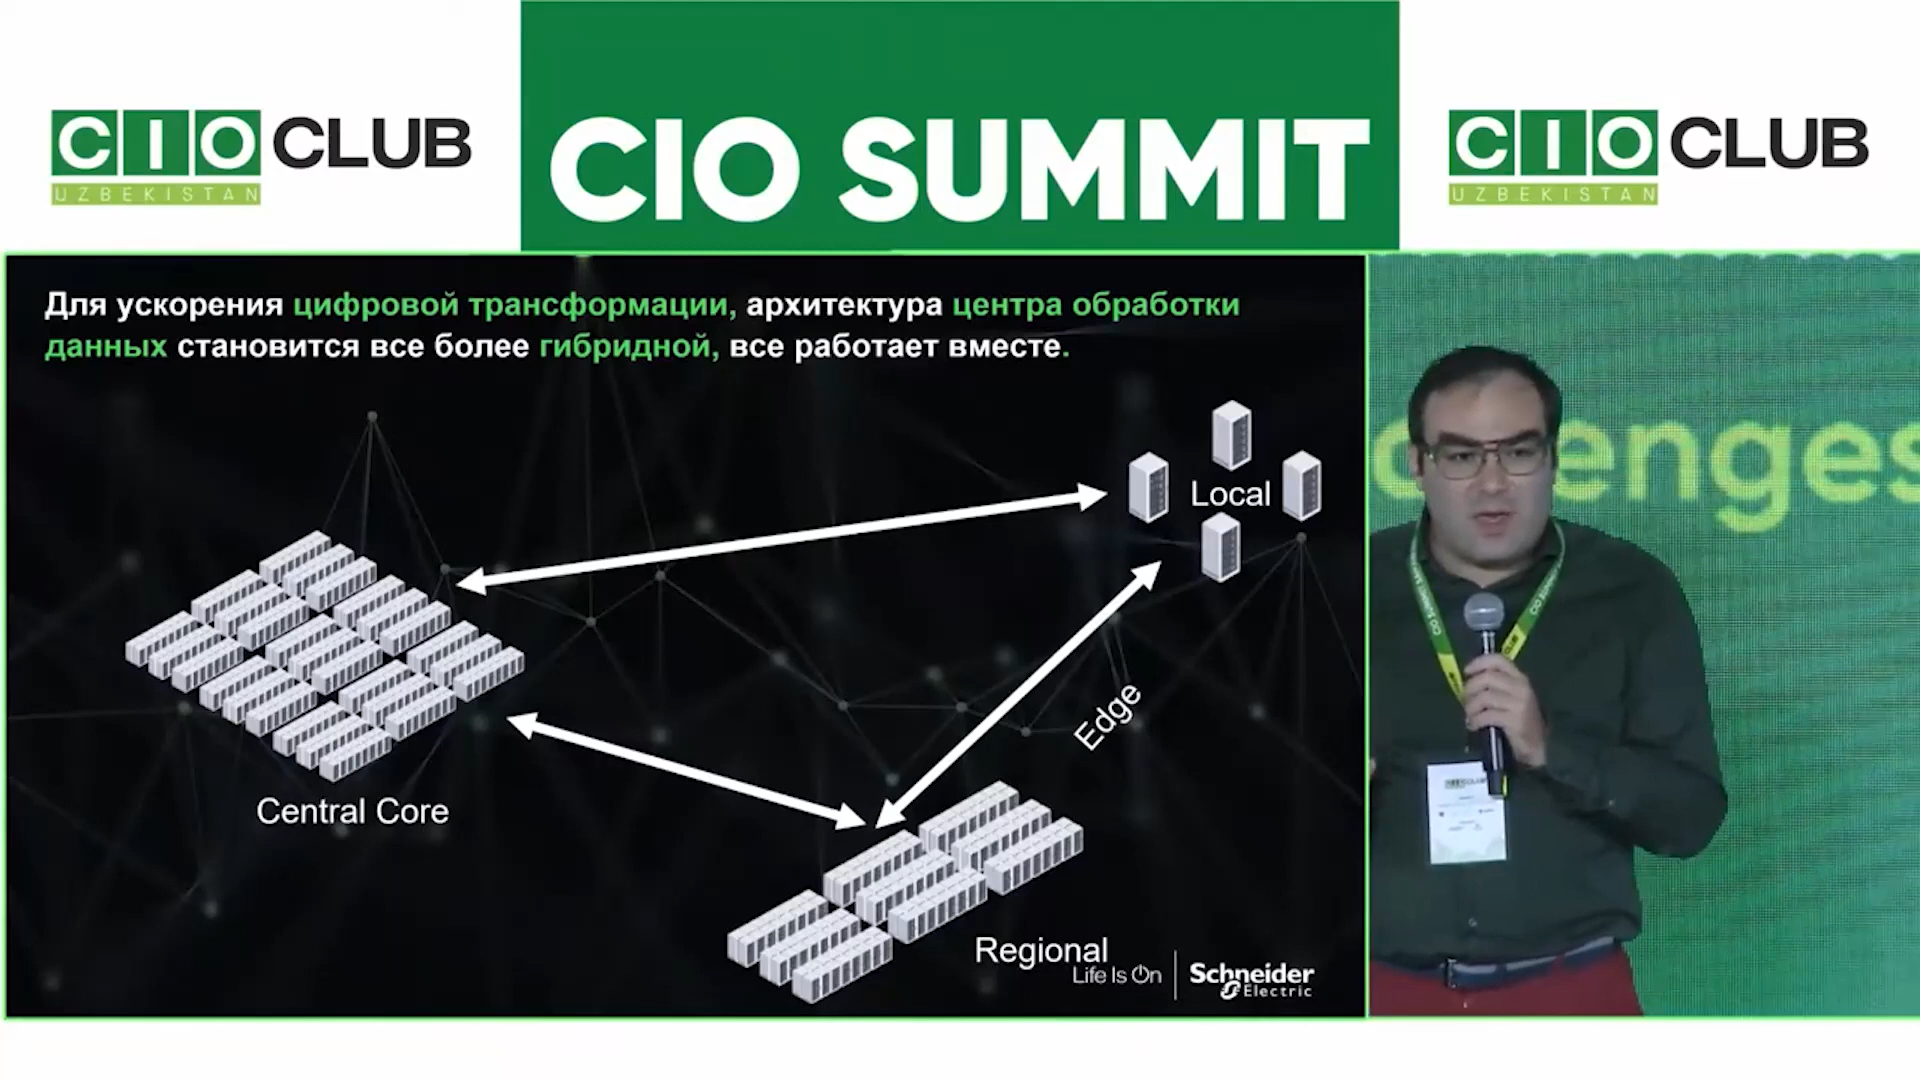 CIO CLUB
UZBEKISTAN
CIO SUMMIT
CIO CLUB
UZBEKISTAN
Для ускорения цифровой трансформации, архитектура центра обработки
данных становится все более гибридной, все работает вместе.
Local
Edge
Central Core
Regional
Life Is On
Schneider
Electric
enges
CLUB